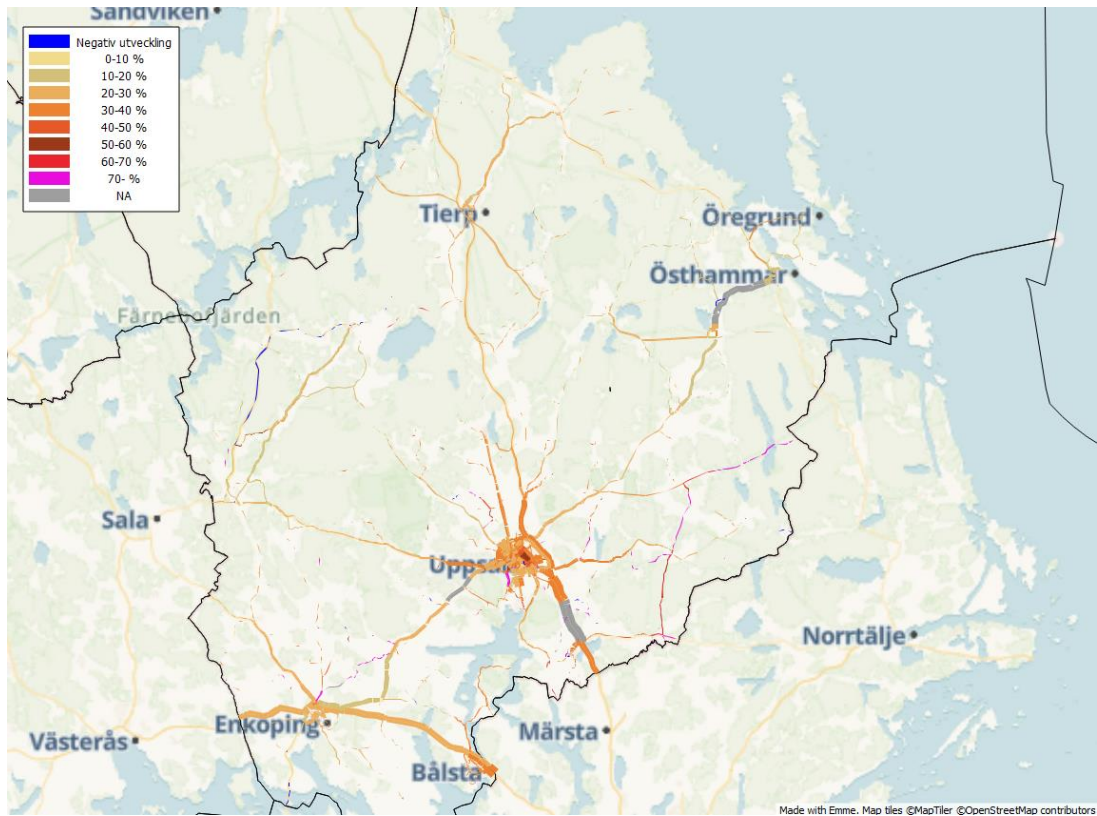 Sandviken
Negativ utveckling
0-10 %
10-20 %
20-30 %
30-40 %
40-50 %
50-60 %
60-70 %
70- %
NA
Tierp
Öregrund
Östhammar
Färnebofjärden
Sala
Uppsala
Norrtälje
Enköping
Västerås
Märsta
Bålsta
Made with Emme. Map tiles ©MapTiler ©OpenStreetMap contributors